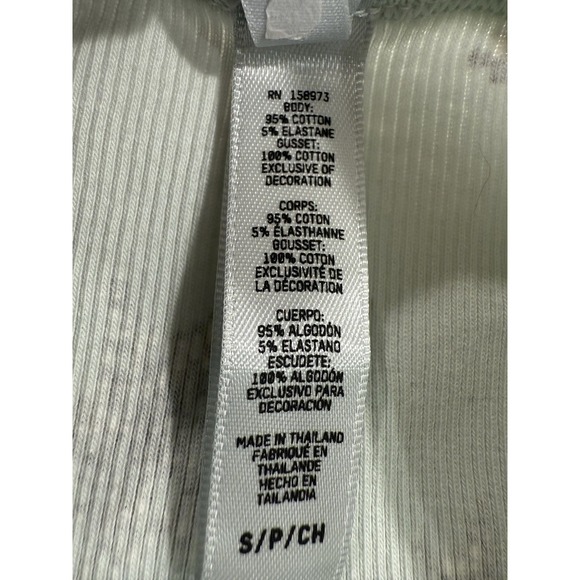 RN 158973
BODY:
95% COTTON
5% ELASTANE
GUSSET:
100% COTTON
EXCLUSIVE OF
DECORATION
CORPS:
95% COTON
5% ÉLASTHANNE
GOUSSET:
100% COTON
EXCLUSIVITÉ DE
LA DÉCORATION
CUERPO:
95% ALGODÓN
5% ELASTANO
ESCUDETE:
100% ALGODÓN
EXCLUSIVO PARA
DECORACIÓN
MADE IN THAILAND
FABRIQUÉ EN
THAÏLANDE
HECHO EN
TAILANDIA
S/P/CH